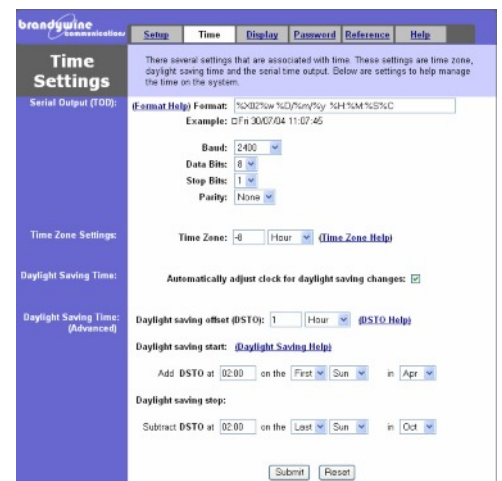 brandywine
communications
Setup Time Display Password Reference Help
Time
Settings
There several settings that are associated with time. These settings are time zone,
daylight saving time and the serial time output. Below are settings to help manage
the time on the system.
Serial Output (TOD):
(Format Help) Format: %X02%w %D/%m/%y %H:%M:%S%C
Example: □Fri 30/07/04 11:07:45
Baud: 2400
Data Bits: 8
Stop Bits: 1
Parity: None
Time Zone Settings:
Time Zone: -8 Hour (Time Zone Help)
Daylight Saving Time:
Automatically adjust clock for daylight saving changes:
Daylight Saving Time:
(Advanced)
Daylight saving offset (DSTO): 1 Hour (DSTO Help)
Daylight saving start: (Daylight Saving Help)
Add DSTO at 02:00 on the First Sun in Apr
Daylight saving stop:
Subtract DSTO at 02:00 on the Last Sun in Oct
Submit Reset